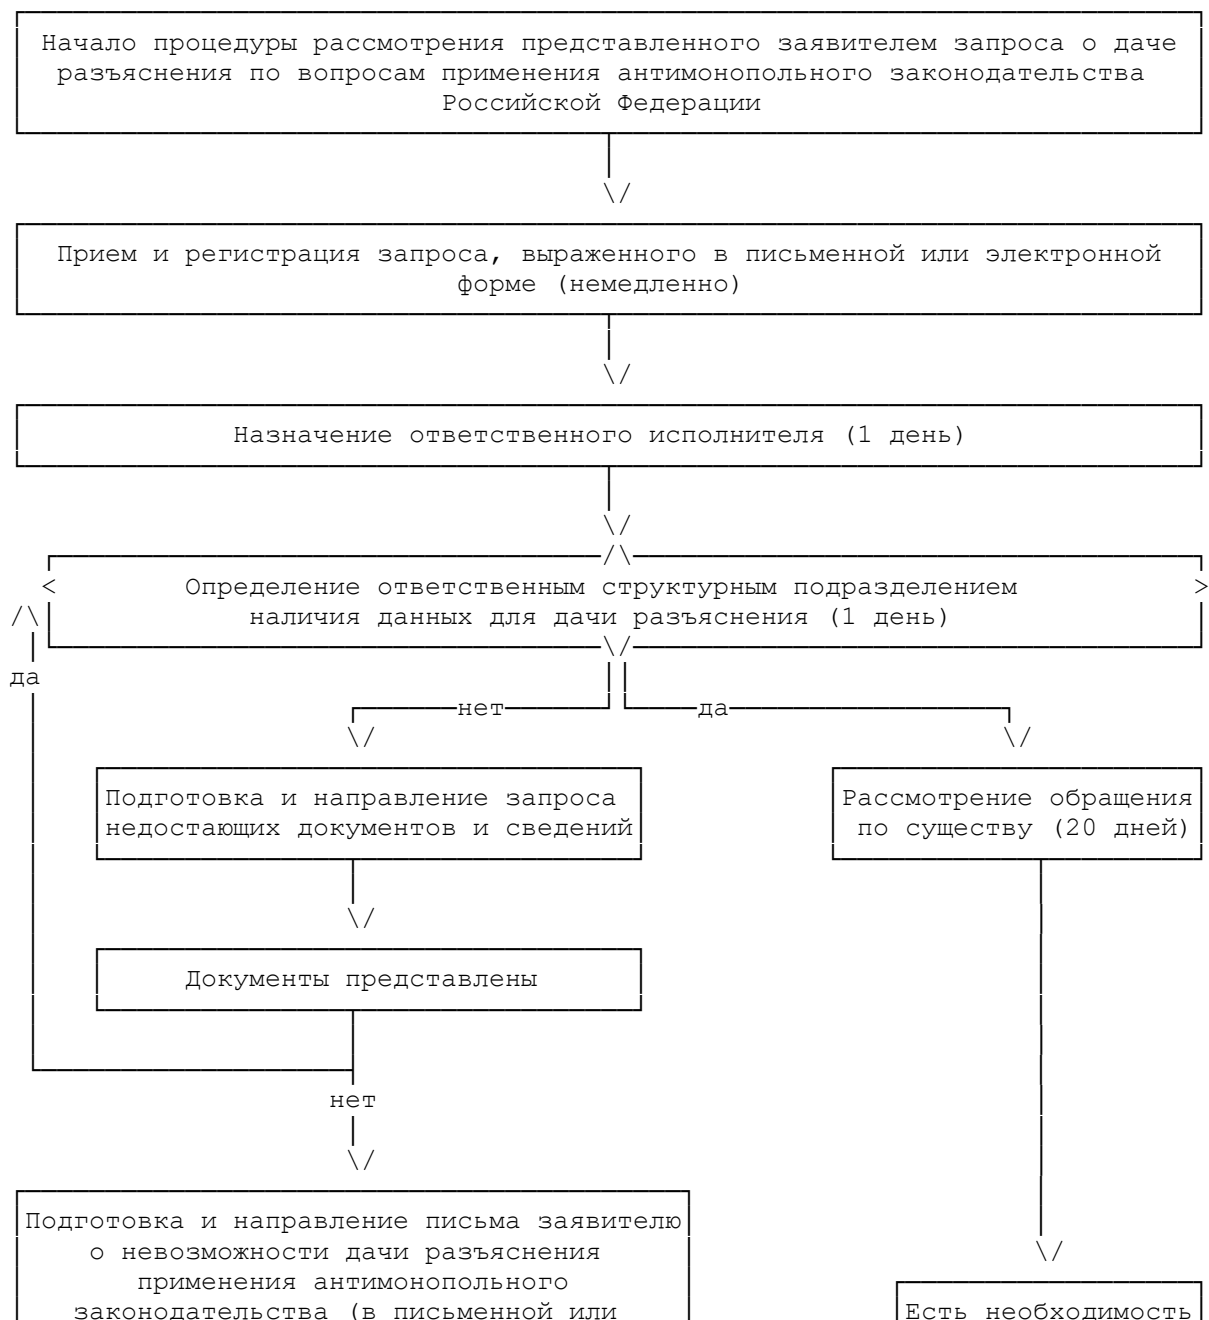 Начало процедуры рассмотрения представленного заявителем запроса о даче
разъяснения по вопросам применения антимонопольного законодательства
Российской Федерации
Прием и регистрация запроса, выраженного в письменной или электронной
форме (немедленно)
Назначение ответственного исполнителя (1 день)
Определение ответственным структурным подразделением
наличия данных для дачи разъяснения (1 день)
да
нет
да
Подготовка и направление запроса
недостающих документов и сведений
Рассмотрение обращения
по существу (20 дней)
Документы представлены
нет
Подготовка и направление письма заявителю
о невозможности дачи разъяснения
применения антимонопольного
законодательства (в письменной или
Есть необходимость